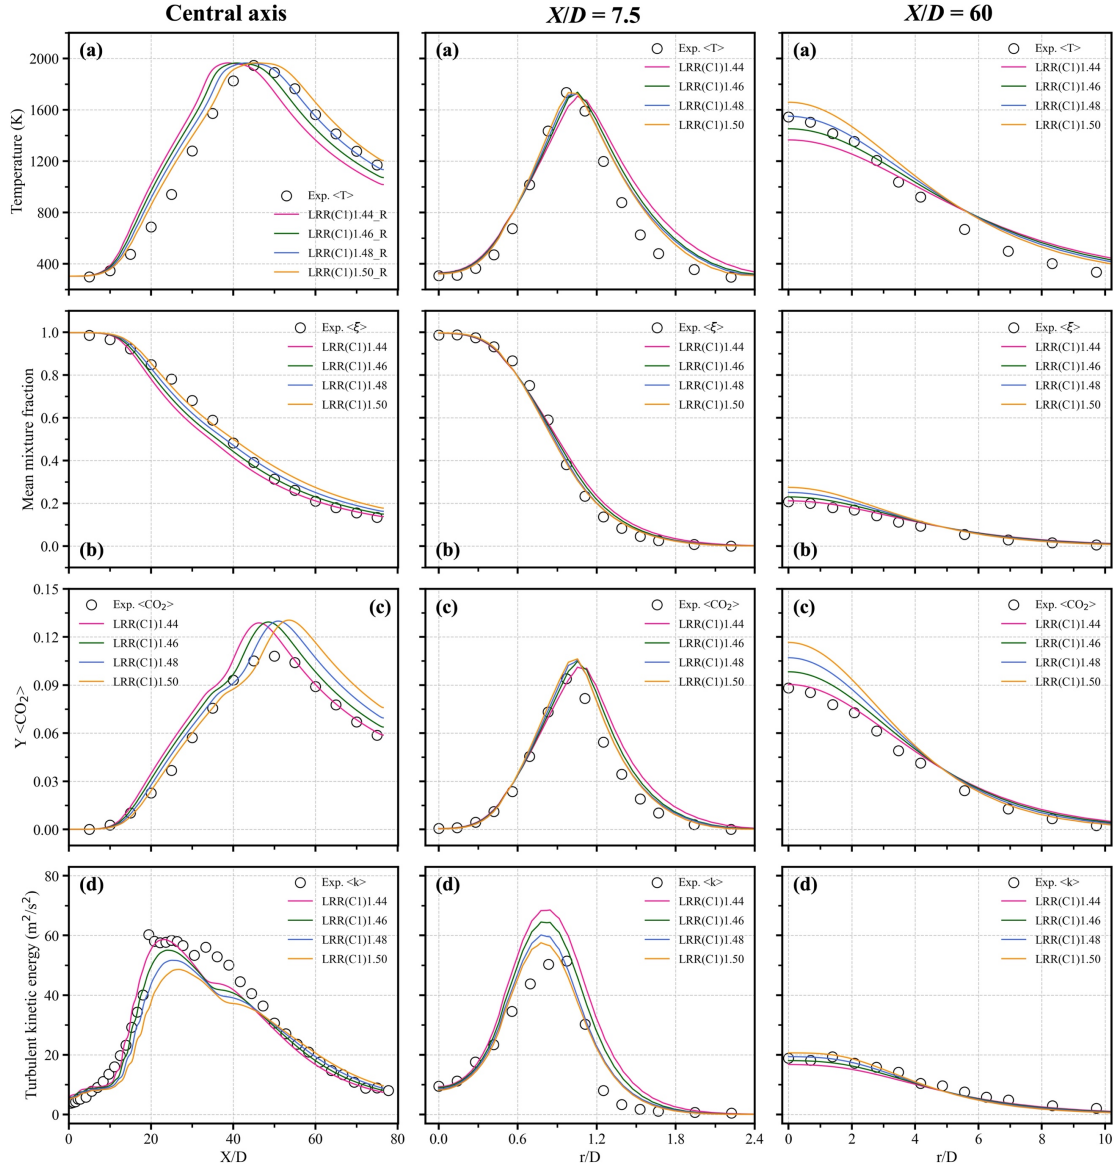 Central axis
X/D = 7.5
X/D = 60
(a)
2000
1600
1200
800
400
Temperature (K)
Exp. <T>
LRR(C1)1.44_R
LRR(C1)1.46_R
LRR(C1)1.48_R
LRR(C1)1.50_R
(a)
Exp. <T>
LRR(C1)1.44
LRR(C1)1.46
LRR(C1)1.48
LRR(C1)1.50
(a)
Exp. <T>
LRR(C1)1.44
LRR(C1)1.46
LRR(C1)1.48
LRR(C1)1.50
1.0
0.8
0.6
0.4
0.2
0.0
Mean mixture fraction
Exp. <ξ>
LRR(C1)1.44
LRR(C1)1.46
LRR(C1)1.48
LRR(C1)1.50
(b)
Exp. <ξ>
LRR(C1)1.44
LRR(C1)1.46
LRR(C1)1.48
LRR(C1)1.50
(b)
Exp. <ξ>
LRR(C1)1.44
LRR(C1)1.46
LRR(C1)1.48
LRR(C1)1.50
(b)
0.15
0.12
0.09
0.06
0.03
0.00
Y <CO₂>
Exp. <CO₂>
LRR(C1)1.44
LRR(C1)1.46
LRR(C1)1.48
LRR(C1)1.50
(c)
(c)
Exp. <CO₂>
LRR(C1)1.44
LRR(C1)1.46
LRR(C1)1.48
LRR(C1)1.50
(c)
Exp. <CO₂>
LRR(C1)1.44
LRR(C1)1.46
LRR(C1)1.48
LRR(C1)1.50
80
60
40
20
0
Turbulent kinetic energy (m²/s²)
(d)
Exp. <k>
LRR(C1)1.44
LRR(C1)1.46
LRR(C1)1.48
LRR(C1)1.50
0 20 40 60 80
X/D
(d)
Exp. <k>
LRR(C1)1.44
LRR(C1)1.46
LRR(C1)1.48
LRR(C1)1.50
0.0 0.6 1.2 1.8 2.4
r/D
(d)
Exp. <k>
LRR(C1)1.44
LRR(C1)1.46
LRR(C1)1.48
LRR(C1)1.50
0 2 4 6 8 10
r/D